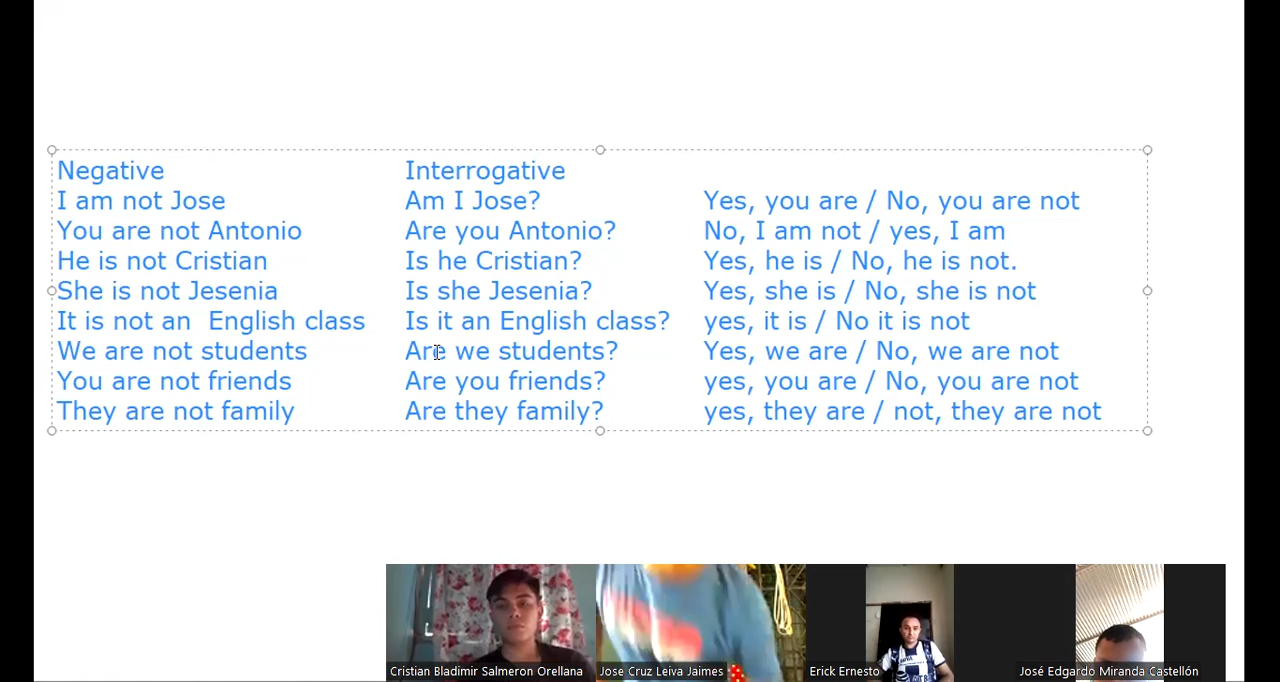 Negative Interrogative
I am not Jose Am I Jose? Yes, you are / No, you are not
You are not Antonio Are you Antonio? No, I am not / yes, I am
He is not Cristian Is he Cristian? Yes, he is / No, he is not.
She is not Jesenia Is she Jesenia? Yes, she is / No, she is not
It is not an  English class Is it an English class? yes, it is / No it is not
We are not students Are we students? Yes, we are / No, we are not
You are not friends Are you friends? yes, you are / No, you are not
They are not family Are they family? yes, they are / not, they are not
Cristian Bladimir Salmeron Orellana Jose Cruz Leiva Jaimes Erick Ernesto José Edgardo Miranda Castellón